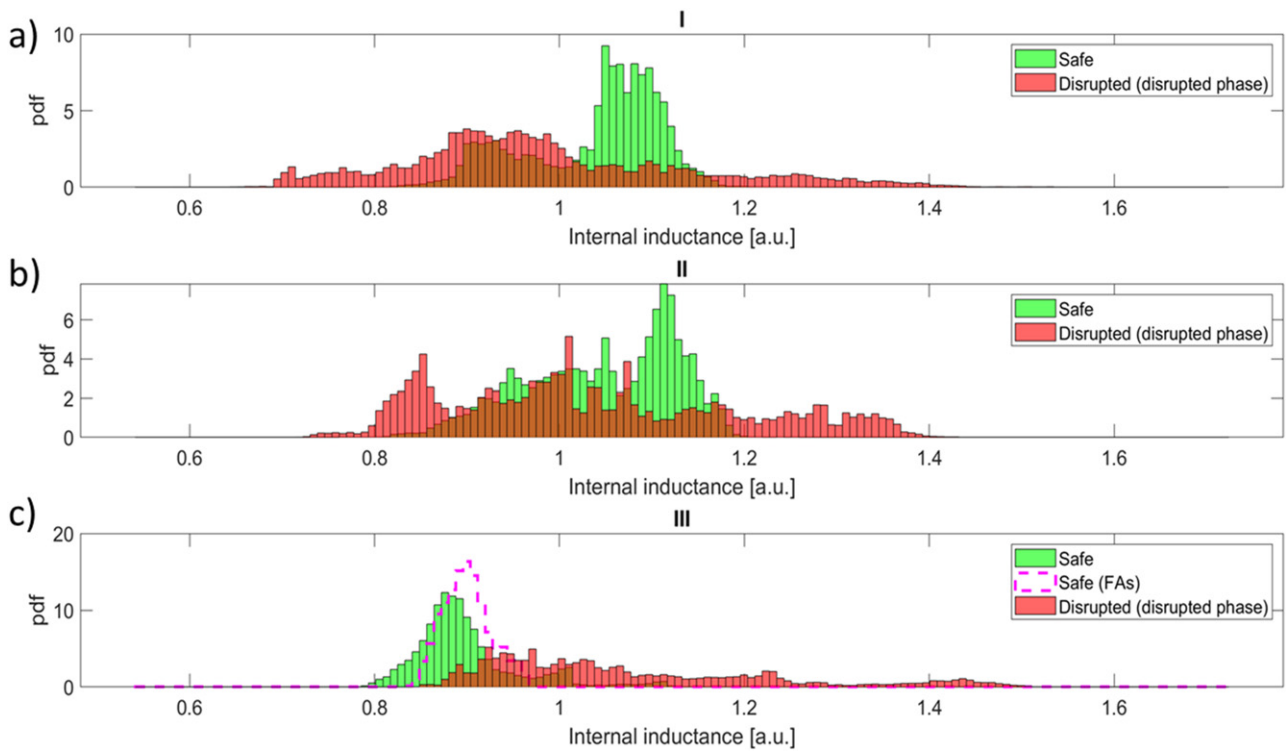 a)
I
10
5
0
pdf
Safe
Disrupted (disrupted phase)
0.6 0.8 1 1.2 1.4 1.6
Internal inductance [a.u.]
b)
II
6
4
2
0
pdf
Safe
Disrupted (disrupted phase)
0.6 0.8 1 1.2 1.4 1.6
Internal inductance [a.u.]
c)
III
20
10
0
pdf
Safe
Safe (FAs)
Disrupted (disrupted phase)
0.6 0.8 1 1.2 1.4 1.6
Internal inductance [a.u.]